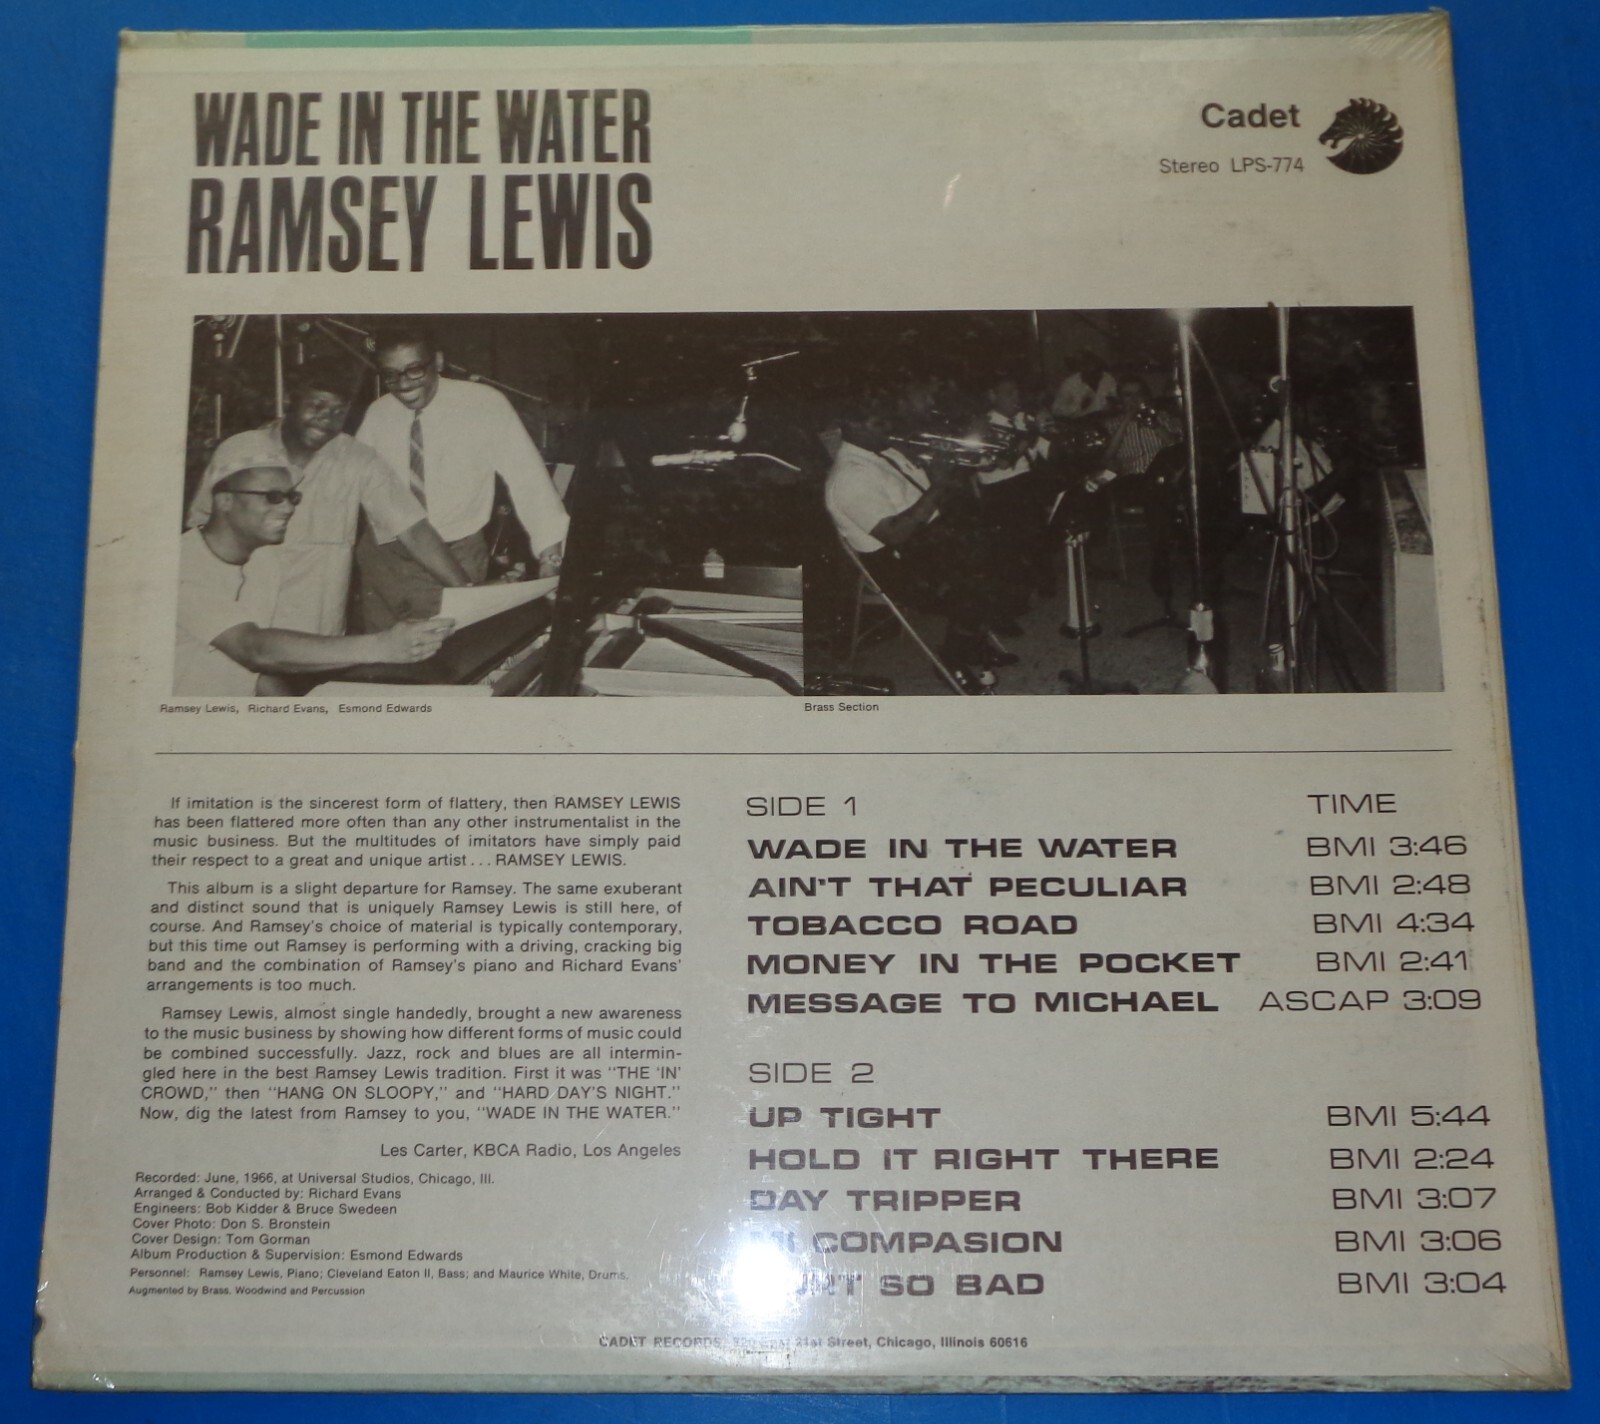 WADE IN THE WATER
RAMSEY LEWIS
Cadet
Stereo LPS-774
Ramsey Lewis, Richard Evans, Esmond Edwards
Brass Section
If imitation is the sincerest form of flattery, then RAMSEY LEWIS
has been flattered more often than any other instrumentalist in the
music business. But the multitudes of imitators have simply paid
their respect to a great and unique artist . . . RAMSEY LEWIS.
This album is a slight departure for Ramsey. The same exuberant
and distinct sound that is uniquely Ramsey Lewis is still here, of
course. And Ramsey's choice of material is typically contemporary,
but this time out Ramsey is performing with a driving, cracking big
band and the combination of Ramsey's piano and Richard Evans'
arrangements is too much.
Ramsey Lewis, almost single handedly, brought a new awareness
to the music business by showing how different forms of music could
be combined successfully. Jazz, rock and blues are all intermin-
gled here in the best Ramsey Lewis tradition. First it was "THE 'IN'
CROWD," then "HANG ON SLOOPY," and "HARD DAY'S NIGHT."
Now, dig the latest from Ramsey to you, "WADE IN THE WATER."
Les Carter, KBCA Radio, Los Angeles
Recorded: June, 1966, at Universal Studios, Chicago, Ill.
Arranged & Conducted by: Richard Evans
Engineers: Bob Kidder & Bruce Swedeen
Cover Photo: Don S. Bronstein
Cover Design: Tom Gorman
Album Production & Supervision: Esmond Edwards
Personnel: Ramsey Lewis, Piano; Cleveland Eaton II, Bass; and Maurice White, Drums.
Augmented by Brass, Woodwind and Percussion
SIDE 1 TIME
WADE IN THE WATER BMI 3:46
AIN'T THAT PECULIAR BMI 2:48
TOBACCO ROAD BMI 4:34
MONEY IN THE POCKET BMI 2:41
MESSAGE TO MICHAEL ASCAP 3:09
SIDE 2
UP TIGHT BMI 5:44
HOLD IT RIGHT THERE BMI 2:24
DAY TRIPPER BMI 3:07
MI COMPASION BMI 3:06
SO BAD BMI 3:04
CADET RECORDS, East 21st Street, Chicago, Illinois 60616